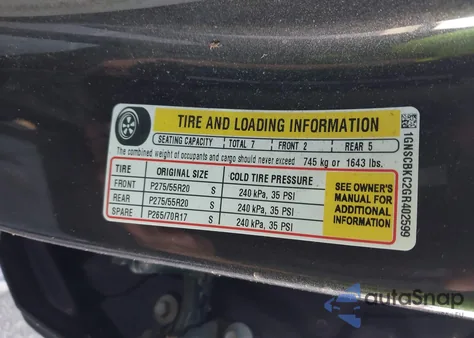 TIRE AND LOADING INFORMATION
SEATING CAPACITY TOTAL 7 FRONT 2 REAR 5
The combined weight of occupants and cargo should never exceed 745 kg or 1643 lbs.
TIRE ORIGINAL SIZE COLD TIRE PRESSURE
FRONT P275/55R20 S 240 kPa, 35 PSI
REAR P275/55R20 S 240 kPa, 35 PSI
SPARE P265/70R17 S 240 kPa, 35 PSI
SEE OWNER'S
MANUAL FOR
ADDITIONAL
INFORMATION
1GNSCBKC2GR402599
autoSnap